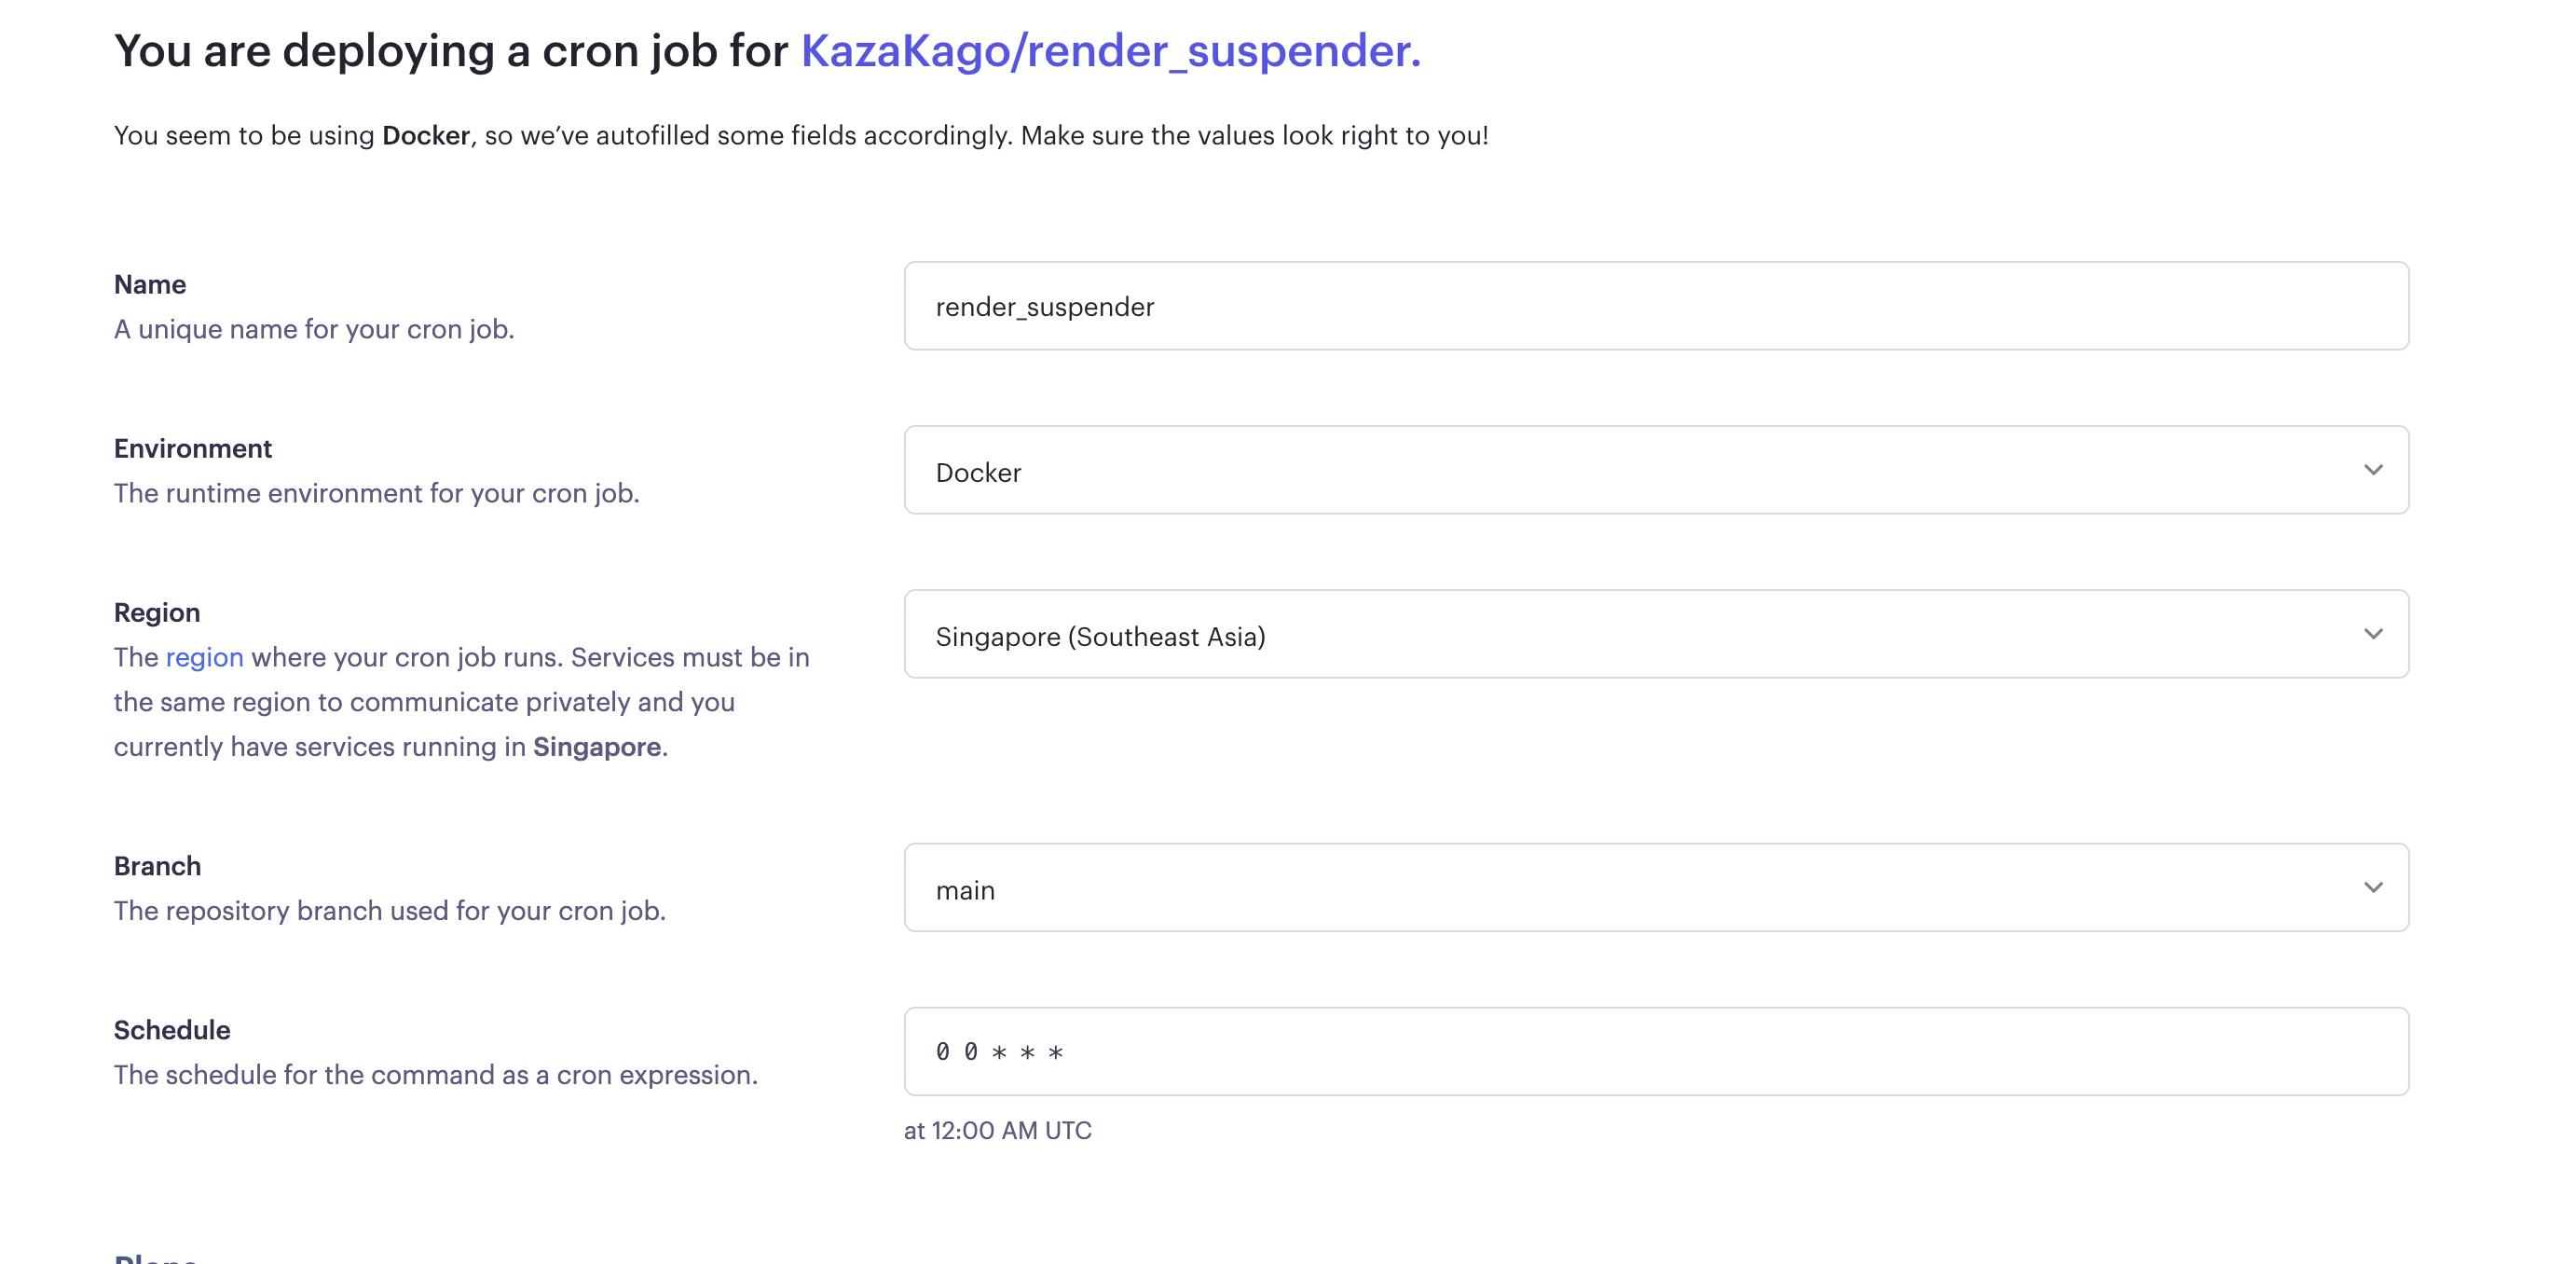 You are deploying a cron job for KazaKago/render_suspender.
You seem to be using Docker, so we’ve autofilled some fields accordingly. Make sure the values look right to you!
Name
A unique name for your cron job.
render_suspender
Environment
The runtime environment for your cron job.
Docker
Region
The region where your cron job runs. Services must be in
the same region to communicate privately and you
currently have services running in Singapore.
Singapore (Southeast Asia)
Branch
The repository branch used for your cron job.
main
Schedule
The schedule for the command as a cron expression.
0 0 * * *
at 12:00 AM UTC
Plans